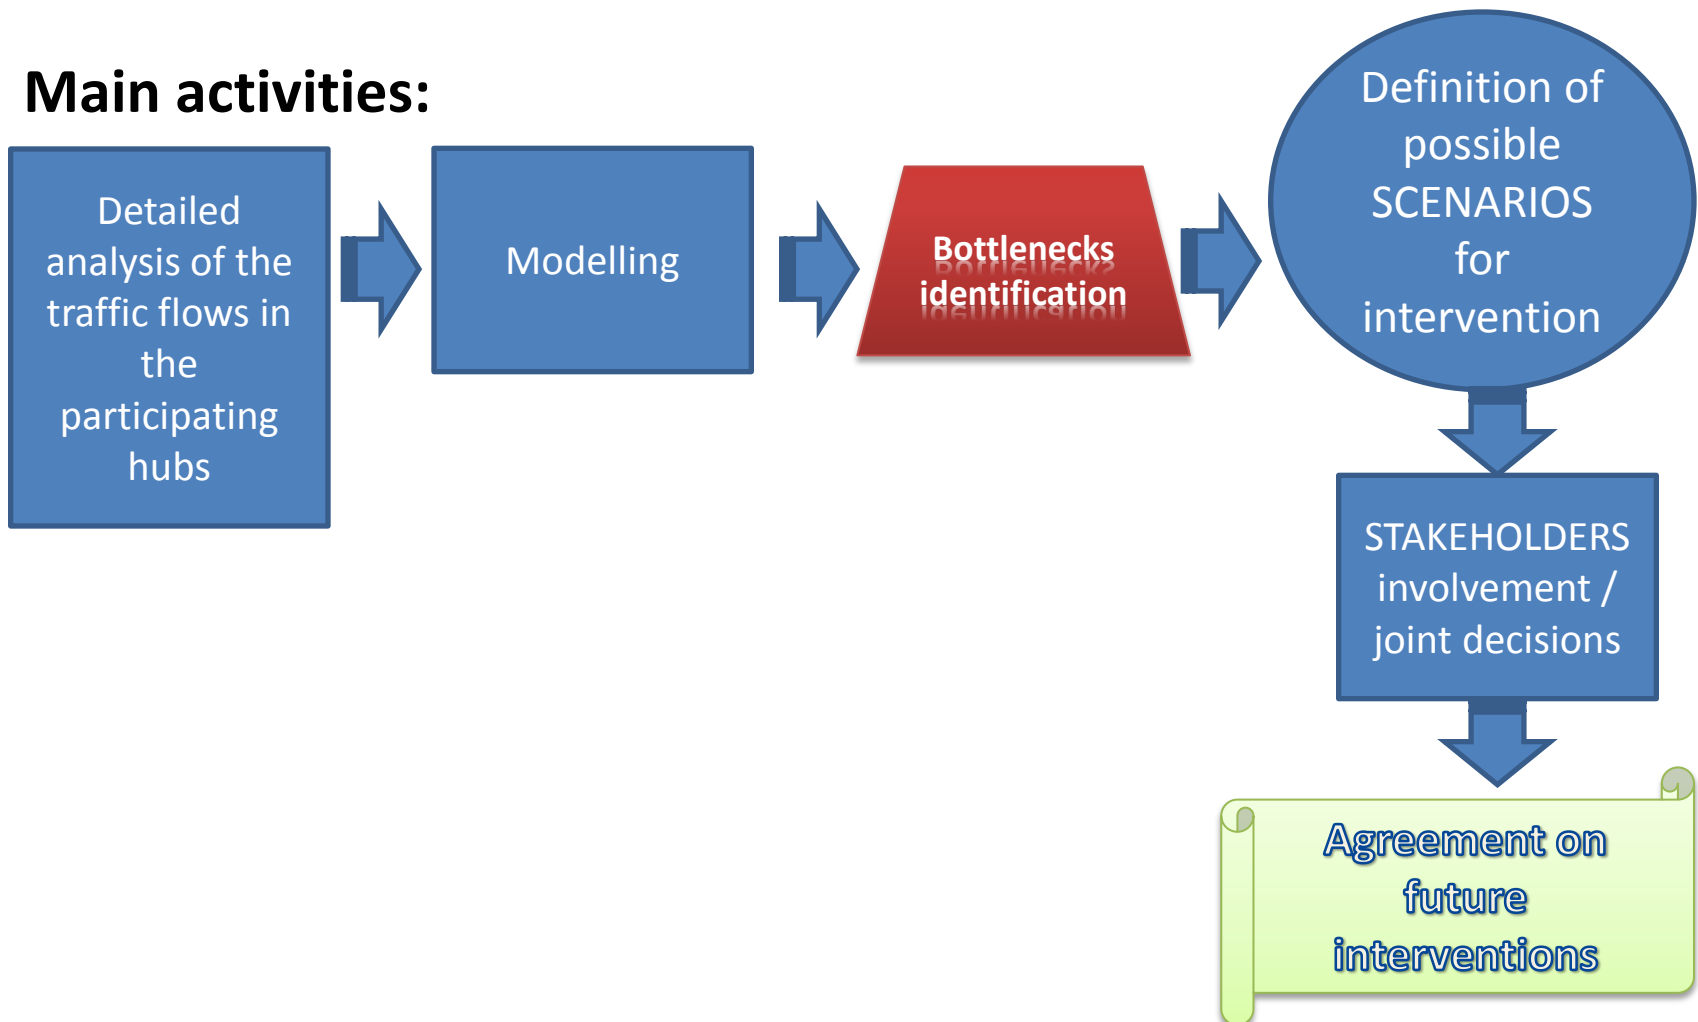 Main activities:
Detailed
analysis of the
traffic flows in
the
participating
hubs
Modelling
Bottlenecks
identification
Definition of
possible
SCENARIOS
for
intervention
STAKEHOLDERS
involvement /
joint decisions
Agreement on
future
interventions